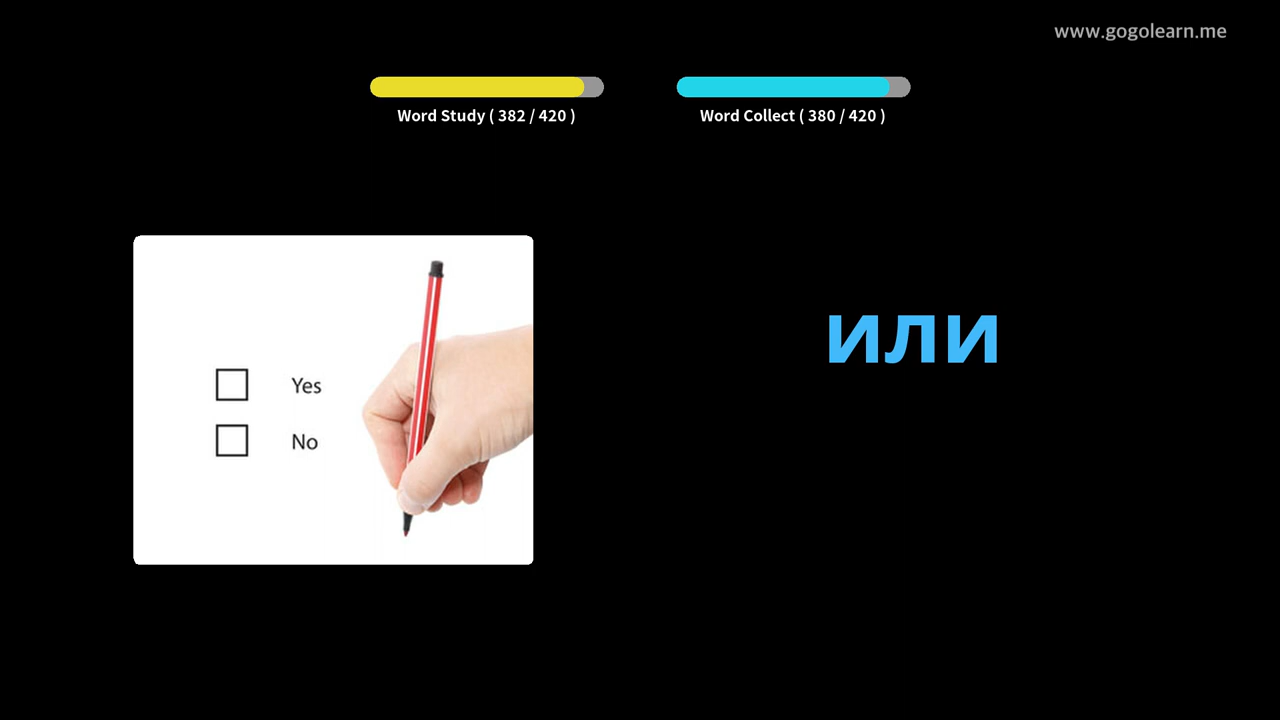 www.gogolearn.me
Word Study ( 382 / 420 )
Word Collect ( 380 / 420 )
или
Yes
No